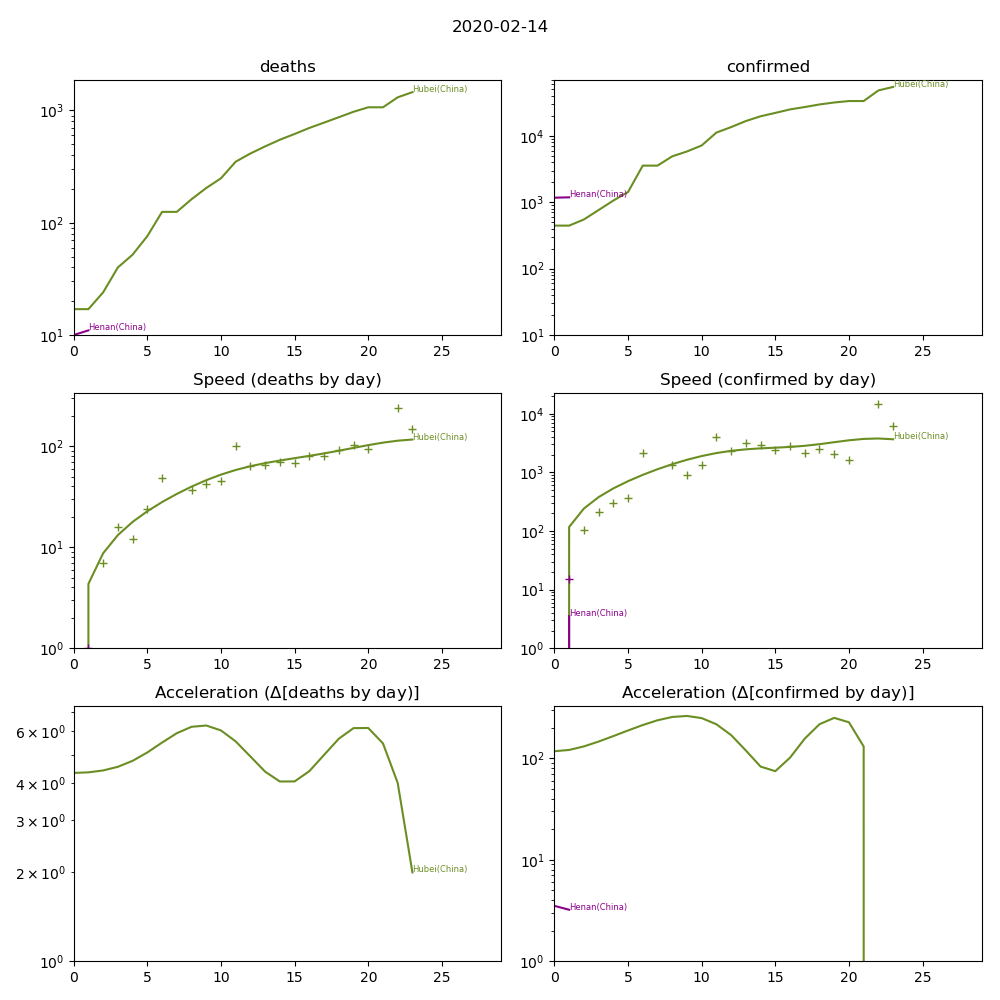 2020-02-14
deaths
confirmed
10³
10²
10¹
Hubei(China)
Henan(China)
0 5 10 15 20 25
10⁴
10³
10²
10¹
Hubei(China)
Henan(China)
0 5 10 15 20 25
Speed (deaths by day)
Speed (confirmed by day)
10²
10¹
10⁰
Hubei(China)
0 5 10 15 20 25
10⁴
10³
10²
10¹
10⁰
Hubei(China)
Henan(China)
0 5 10 15 20 25
Acceleration (Δ[deaths by day)]
Acceleration (Δ[confirmed by day)]
6 × 10⁰
4 × 10⁰
3 × 10⁰
2 × 10⁰
10⁰
Hubei(China)
0 5 10 15 20 25
10²
10¹
10⁰
Henan(China)
0 5 10 15 20 25